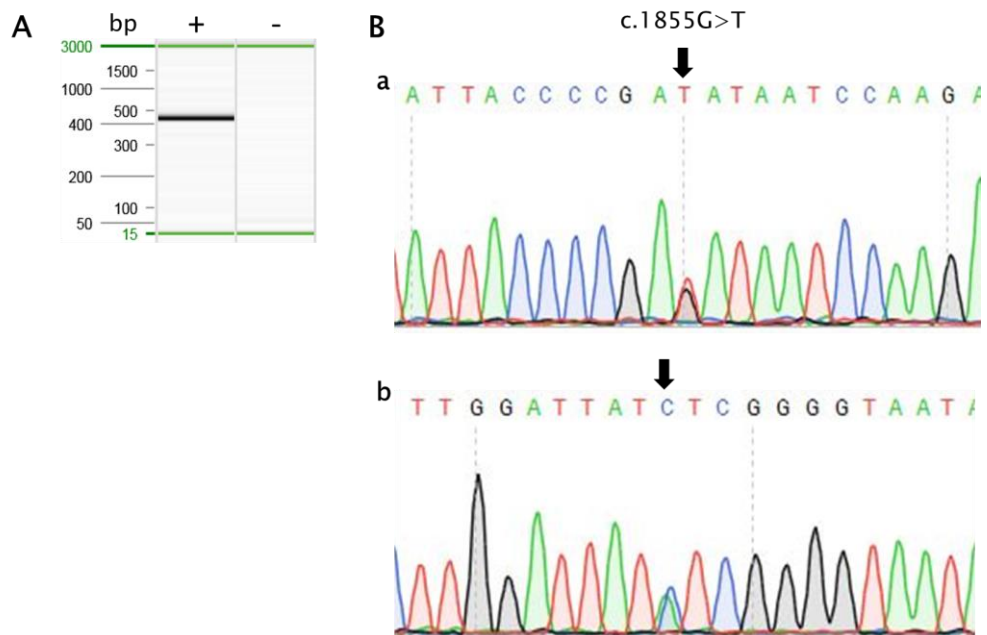 A
bp + -
3000
1500
1000
500
400
300
200
100
50
15
B
c.1855G>T
a
A T T A C C C C G A T A T A A T C C A A G A
b
T T G G A T T A T C T C G G G G T A A T A